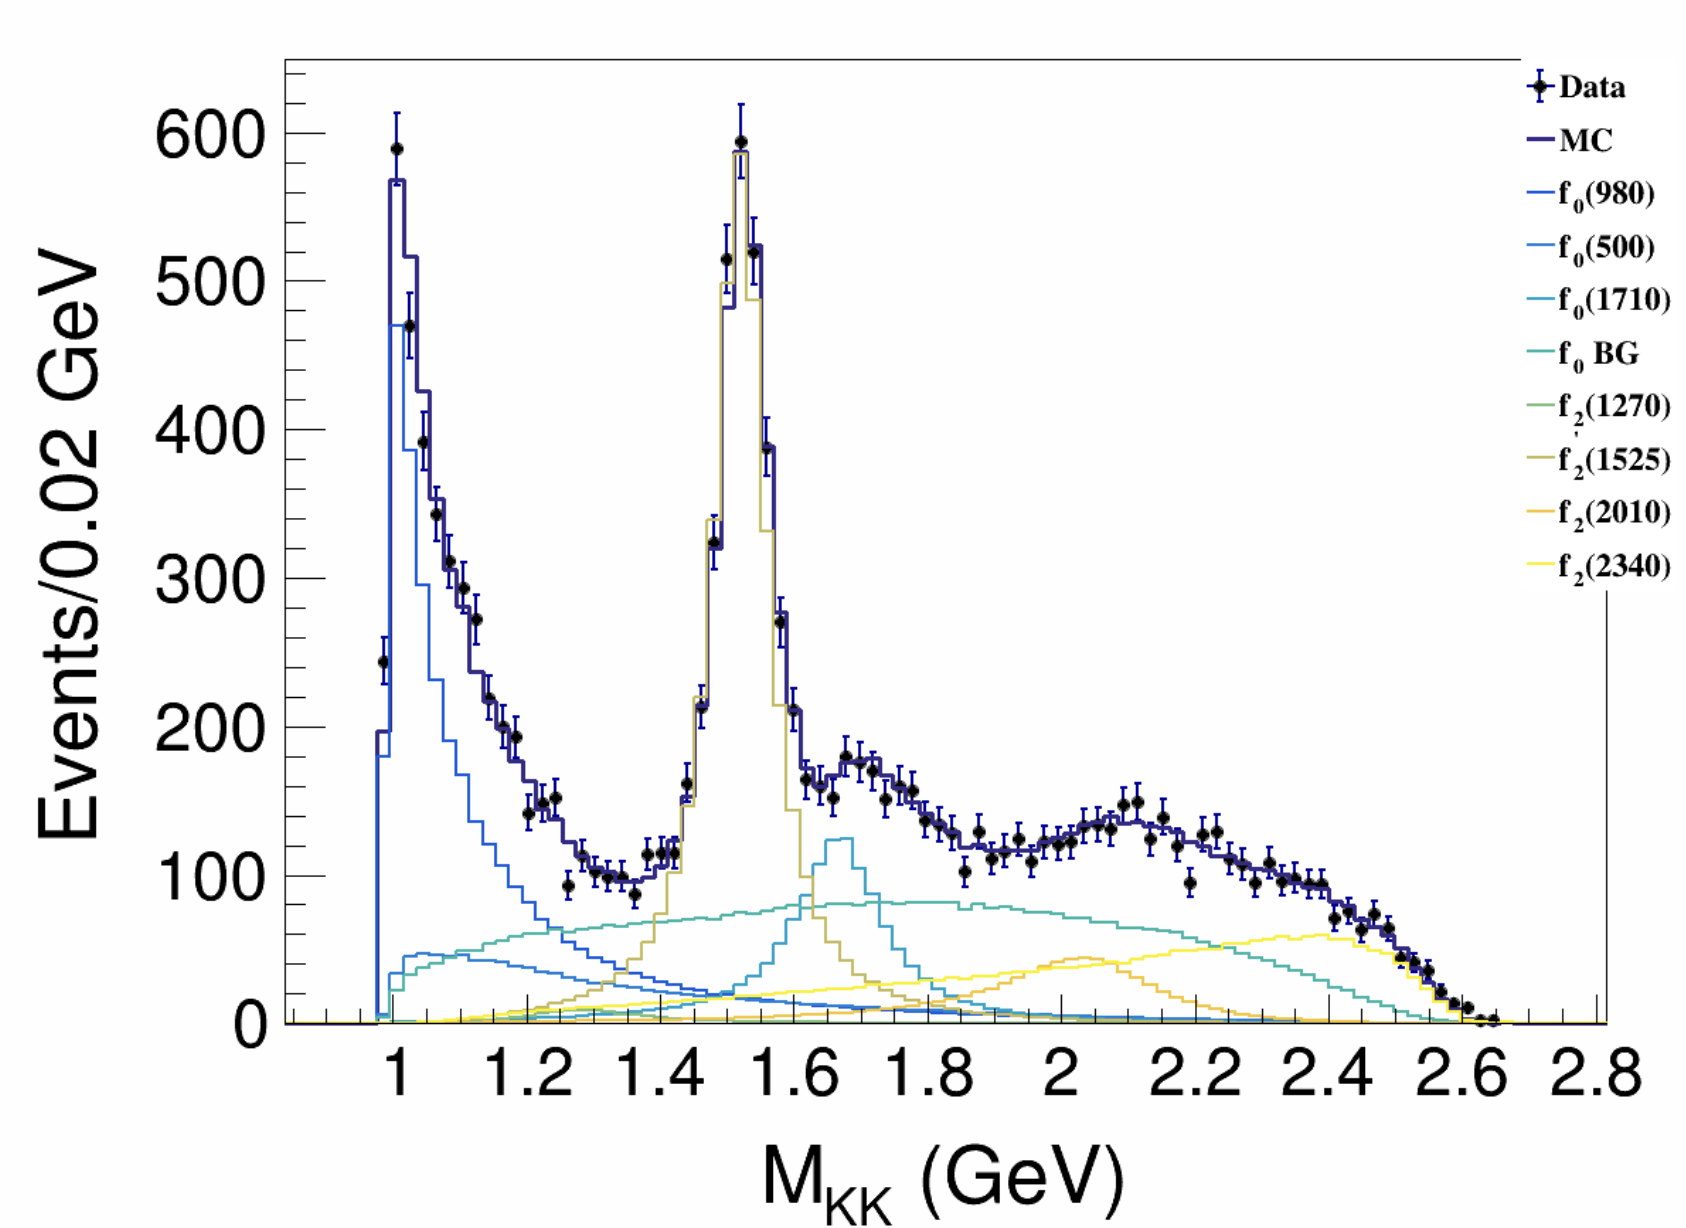 Events/0.02 GeV
600
500
400
300
200
100
0
1 1.2 1.4 1.6 1.8 2 2.2 2.4 2.6 2.8
M_KK (GeV)
Data
MC
f_0(980)
f_0(500)
f_0(1710)
f_0 BG
f_2(1270)
f_2'(1525)
f_2(2010)
f_2(2340)